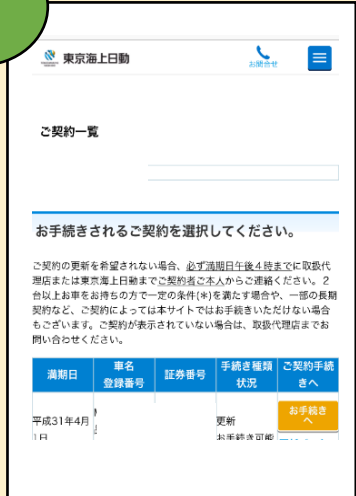 東京海上日動
お問合せ
ご契約一覧
お手続きされるご契約を選択してください。
ご契約の更新を希望されない場合、必ず満期日午後4時までに取扱代
理店または東京海上日動までご契約者ご本人からご連絡ください。2
台以上お車をお持ちの方で一定の条件(*)を満たす場合や、一部の長期
契約など、ご契約によっては本サイトではお手続きいただけない場合
もございます。ご契約が表示されていない場合は、取扱代理店までお
問い合わせください。
満期日 車名 登録番号 証券番号 手続き種類 状況 ご契約手続きへ
平成31年4月 更新 お手続きへ
1日 お手続き可能